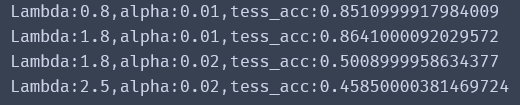 Lambda:0.8,alpha:0.01,tess_acc:0.8510999917984009
Lambda:1.8,alpha:0.01,tess_acc:0.8641000092029572
Lambda:1.8,alpha:0.02,tess_acc:0.5008999958634377
Lambda:2.5,alpha:0.02,tess_acc:0.45850000381469724